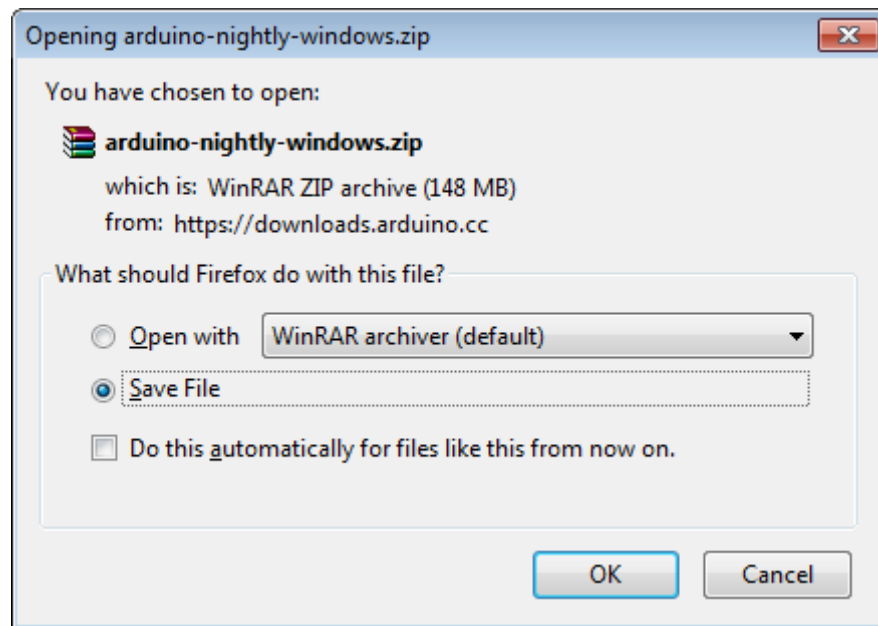 Opening arduino-nightly-windows.zip
You have chosen to open:
arduino-nightly-windows.zip
which is: WinRAR ZIP archive (148 MB)
from: https://downloads.arduino.cc
What should Firefox do with this file?
Open with WinRAR archiver (default)
Save File
Do this automatically for files like this from now on.
OK Cancel